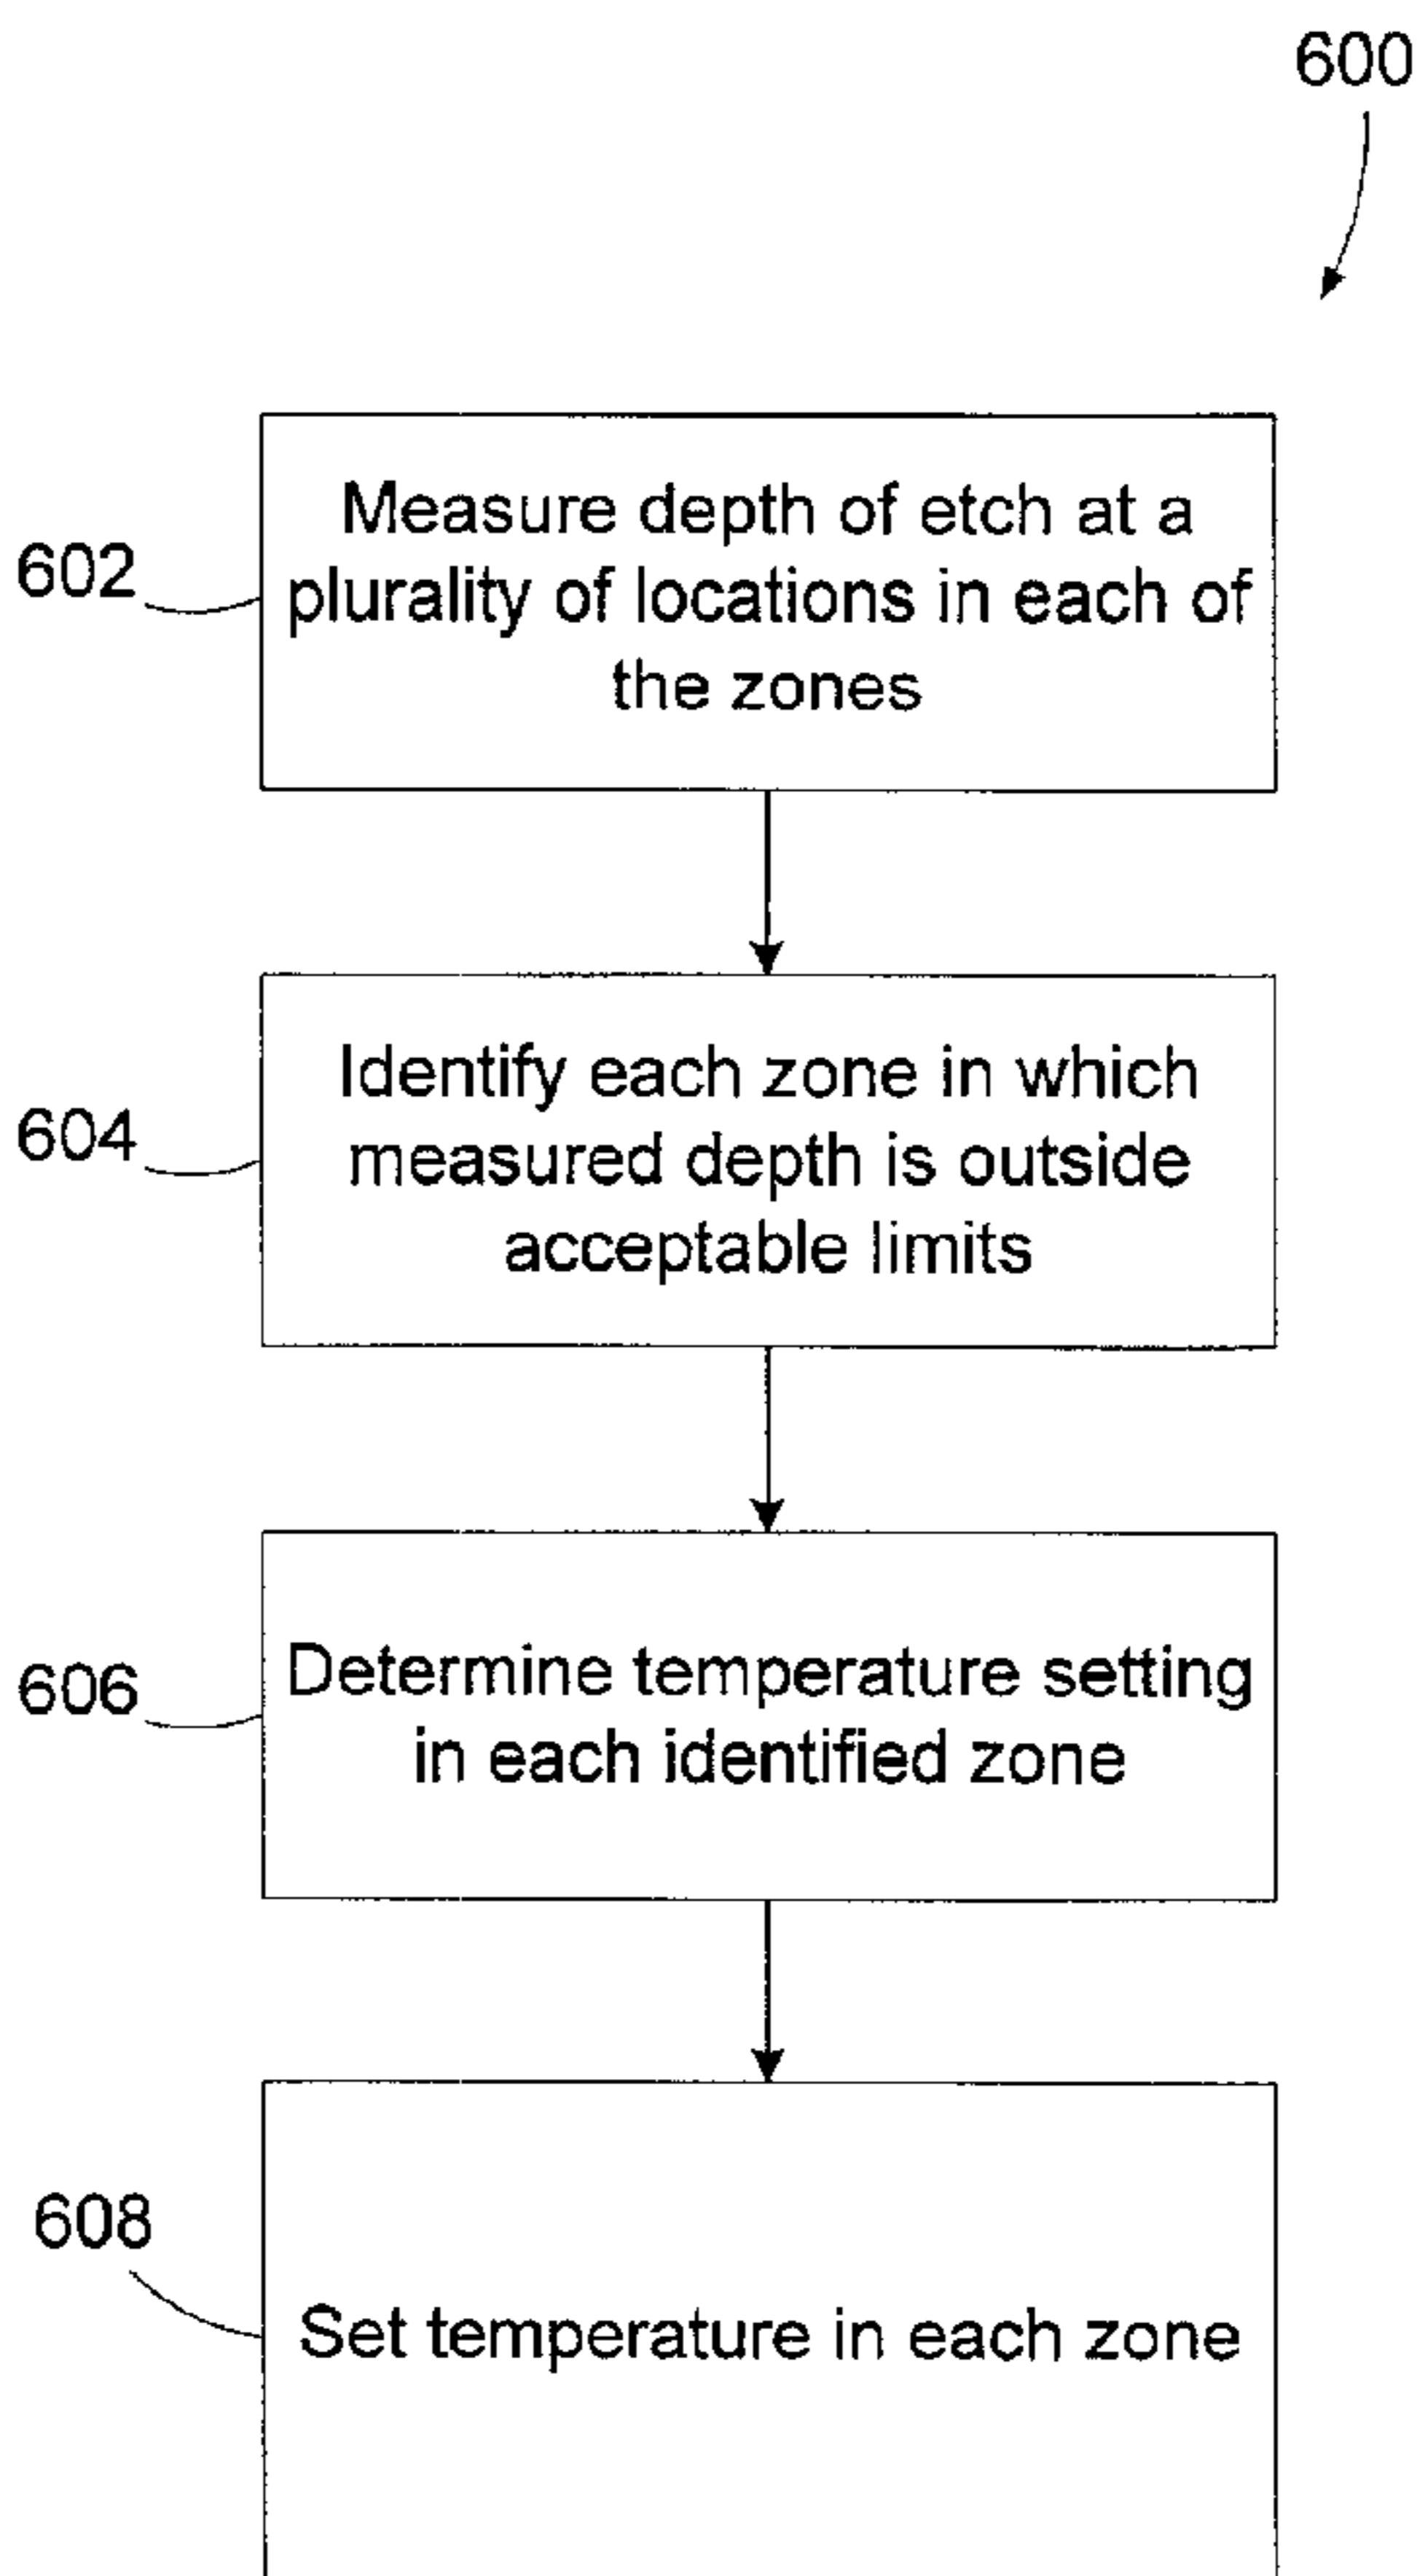 600
602
Measure depth of etch at a
plurality of locations in each of
the zones
604
Identify each zone in which
measured depth is outside
acceptable limits
606
Determine temperature setting
in each identified zone
608
Set temperature in each zone